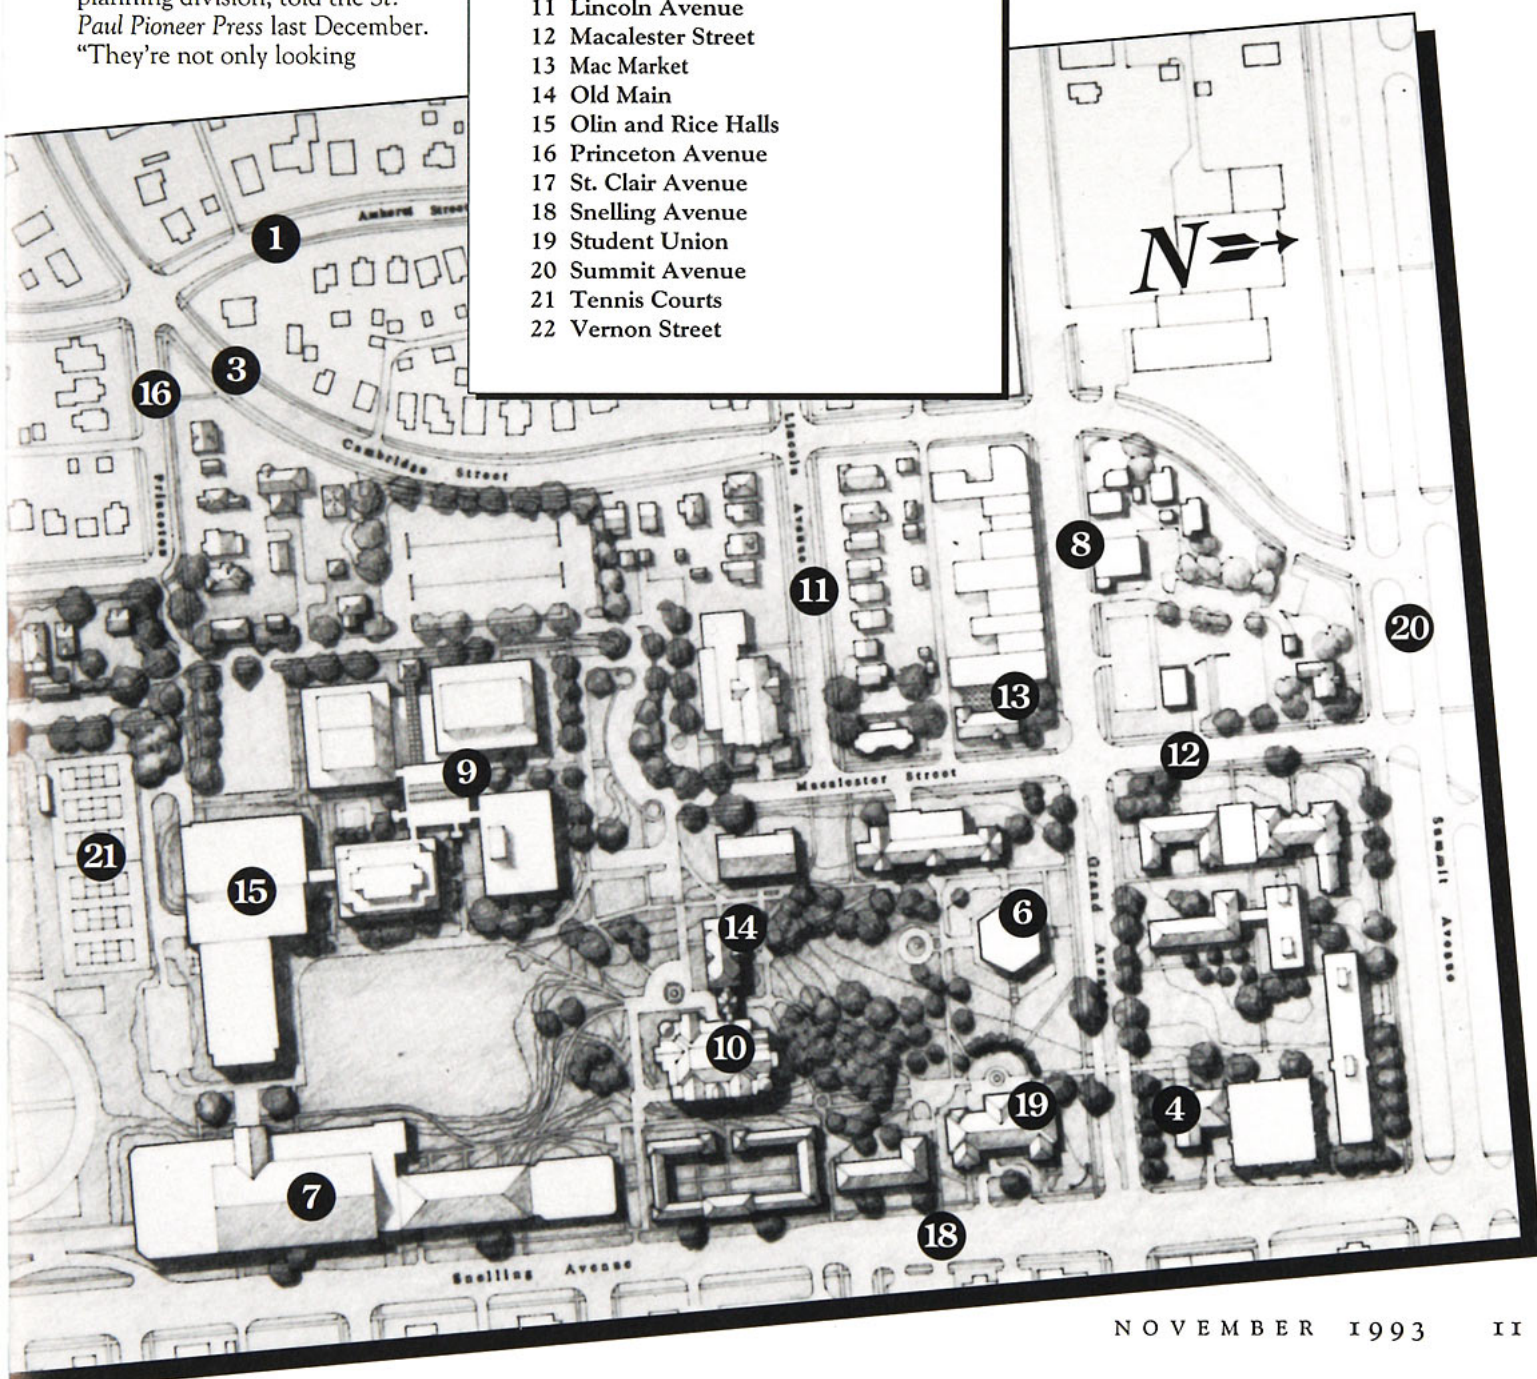 planning division, told the St.
Paul Pioneer Press last December.
“They're not only looking
11 Lincoln Avenue
12 Macalester Street
13 Mac Market
14 Old Main
15 Olin and Rice Halls
16 Princeton Avenue
17 St. Clair Avenue
18 Snelling Avenue
19 Student Union
20 Summit Avenue
21 Tennis Courts
22 Vernon Street
Amherst Street
N
1
3
16
Cambridge Street
Lincoln Avenue
Princeton
8
11
20
13
12
9
Macalester Street
21
15
Grand Avenue
Summit Avenue
6
14
10
19
4
7
18
Snelling Avenue
NOVEMBER 1993 11